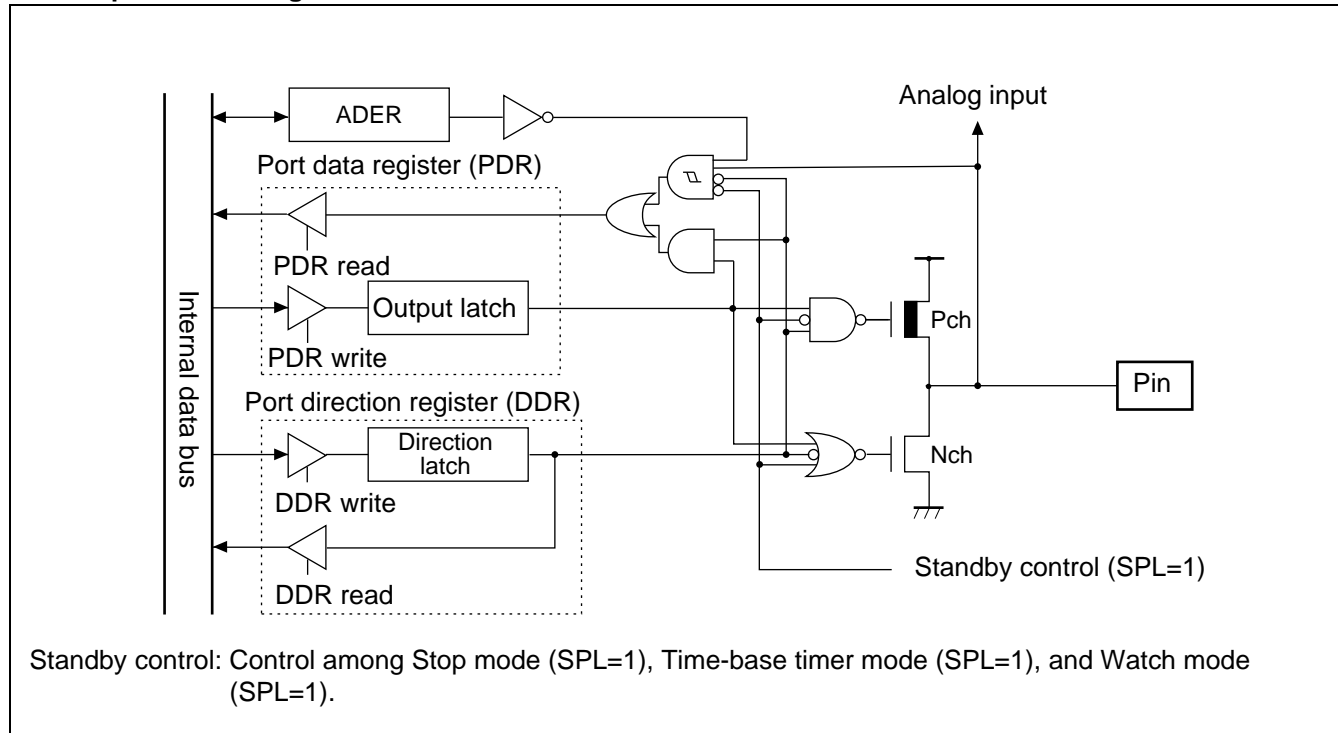 Analog input
ADER
Port data register (PDR)
PDR read
Output latch
PDR write
Pch
Pin
Internal data bus
Port direction register (DDR)
Direction
latch
Nch
DDR write
Standby control (SPL=1)
DDR read
Standby control: Control among Stop mode (SPL=1), Time-base timer mode (SPL=1), and Watch mode
(SPL=1).